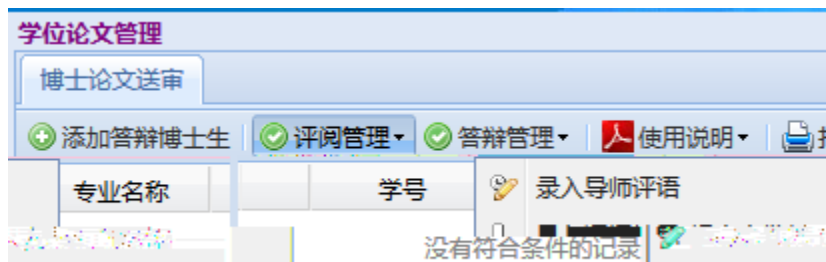 学位论文管理
博士论文送审
添加答辩博士生 评阅管理 答辩管理 使用说明
专业名称 学号 录入导师评语
没有符合条件的记录